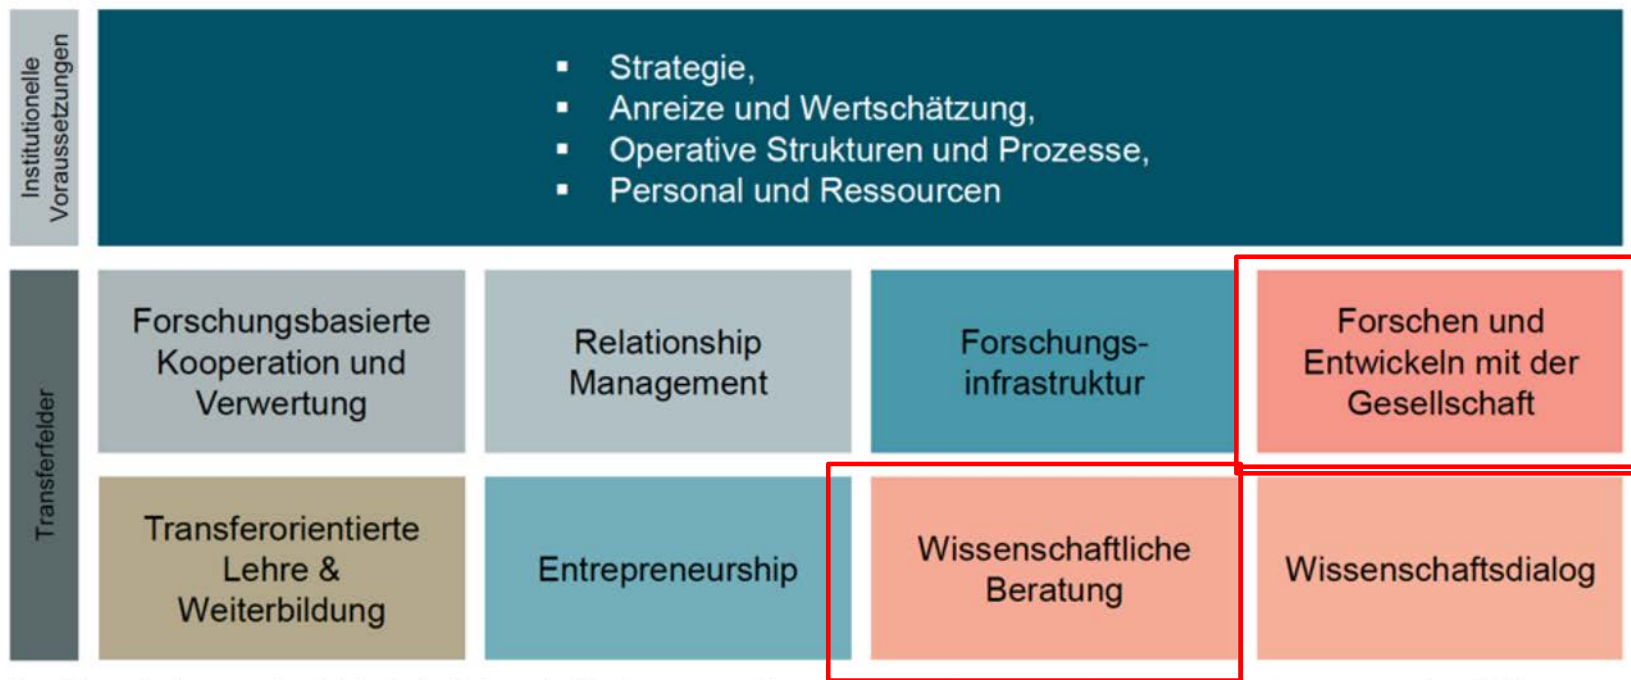 Institutionelle
Voraussetzungen
▪ Strategie,
▪ Anreize und Wertschätzung,
▪ Operative Strukturen und Prozesse,
▪ Personal und Ressourcen
Transferfelder
Forschungsbasierte
Kooperation und
Verwertung
Relationship
Management
Forschungs-
infrastruktur
Forschen und
Entwickeln mit der
Gesellschaft
Transferorientierte
Lehre &
Weiterbildung
Entrepreneurship
Wissenschaftliche
Beratung
Wissenschaftsdialog